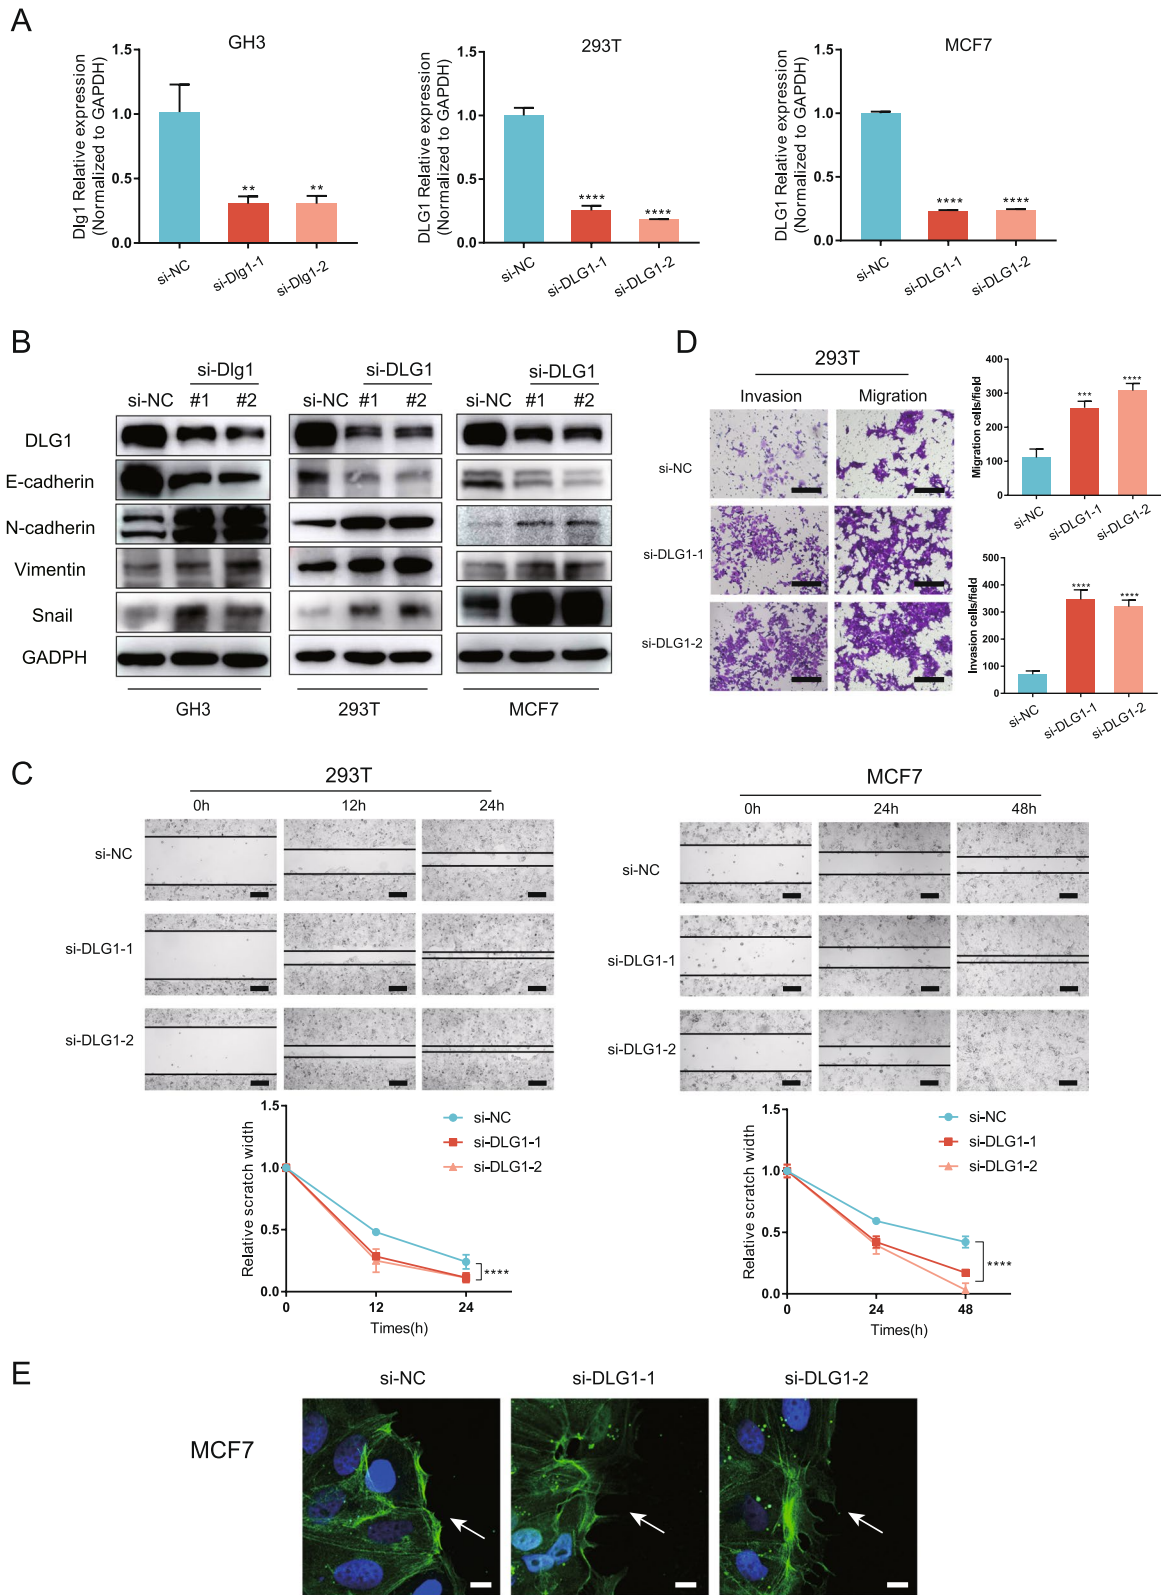 A
GH3
Dlg1 Relative expression
(Normalized to GAPDH)
1.5
1.0
0.5
0.0
**
**
si-NC
si-Dlg1-1
si-Dlg1-2
293T
DLG1 Relative expression
(Normalized to GAPDH)
1.5
1.0
0.5
0.0
****
****
si-NC
si-DLG1-1
si-DLG1-2
MCF7
DLG1 Relative expression
(Normalized to GAPDH)
1.5
1.0
0.5
0.0
****
****
si-NC
si-DLG1-1
si-DLG1-2
B
si-Dlg1
si-DLG1
si-DLG1
si-NC #1 #2
si-NC #1 #2
si-NC #1 #2
DLG1
E-cadherin
N-cadherin
Vimentin
Snail
GADPH
GH3
293T
MCF7
D
293T
Invasion
Migration
si-NC
si-DLG1-1
si-DLG1-2
Migration cells/field
400
300
200
100
0
***
****
si-NC
si-DLG1-1
si-DLG1-2
Invasion cells/field
500
400
300
200
100
0
****
****
si-NC
si-DLG1-1
si-DLG1-2
C
293T
0h
12h
24h
si-NC
si-DLG1-1
si-DLG1-2
Relative scratch width
1.5
1.0
0.5
0.0
0
12
24
Times(h)
si-NC
si-DLG1-1
si-DLG1-2
****
MCF7
0h
24h
48h
si-NC
si-DLG1-1
si-DLG1-2
Relative scratch width
1.5
1.0
0.5
0.0
0
24
48
Times(h)
si-NC
si-DLG1-1
si-DLG1-2
****
E
si-NC
si-DLG1-1
si-DLG1-2
MCF7